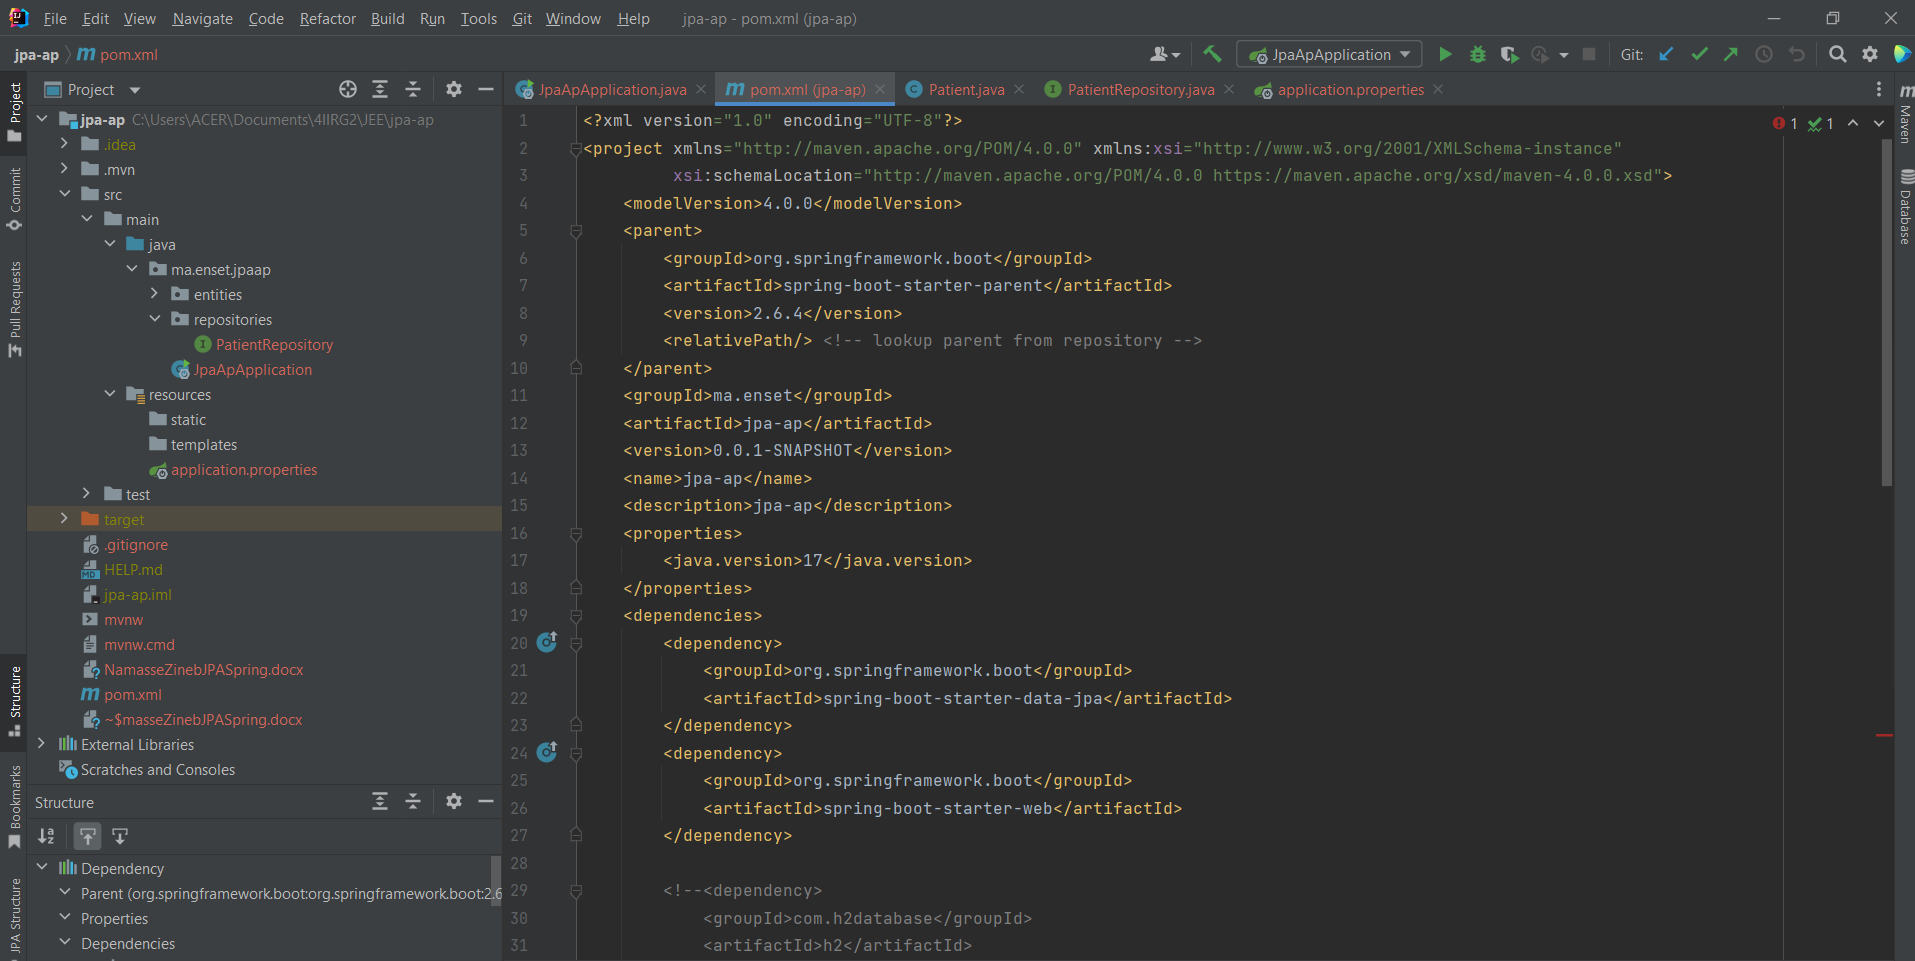 File Edit View Navigate Code Refactor Build Run Tools Git Window Help jpa-ap - pom.xml (jpa-ap)
jpa-ap m pom.xml JpaApApplication Git:
Project
Commit
Pull Requests
Structure
Bookmarks
JPA Structure
Project
jpa-ap C:\Users\ACER\Documents\4IIRG2\JEE\jpa-ap
.idea
.mvn
src
main
java
ma.enset.jpaap
entities
repositories
I PatientRepository
JpaApApplication
resources
static
templates
application.properties
test
target
.gitignore
MD HELP.md
jpa-ap.iml
mvnw
mvnw.cmd
NamasseZinebJPASpring.docx
m pom.xml
~$masseZinebJPASpring.docx
External Libraries
Scratches and Consoles
Structure
Dependency
Parent (org.springframework.boot:org.springframework.boot:2.6
Properties
Dependencies
JpaApApplication.java m pom.xml (jpa-ap) C Patient.java I PatientRepository.java application.properties
1 1
1 <?xml version="1.0" encoding="UTF-8"?>
2 <project xmlns="http://maven.apache.org/POM/4.0.0" xmlns:xsi="http://www.w3.org/2001/XMLSchema-instance"
3 xsi:schemaLocation="http://maven.apache.org/POM/4.0.0 https://maven.apache.org/xsd/maven-4.0.0.xsd">
4 <modelVersion>4.0.0</modelVersion>
5 <parent>
6 <groupId>org.springframework.boot</groupId>
7 <artifactId>spring-boot-starter-parent</artifactId>
8 <version>2.6.4</version>
9 <relativePath/> <!-- lookup parent from repository -->
10 </parent>
11 <groupId>ma.enset</groupId>
12 <artifactId>jpa-ap</artifactId>
13 <version>0.0.1-SNAPSHOT</version>
14 <name>jpa-ap</name>
15 <description>jpa-ap</description>
16 <properties>
17 <java.version>17</java.version>
18 </properties>
19 <dependencies>
20 <dependency>
21 <groupId>org.springframework.boot</groupId>
22 <artifactId>spring-boot-starter-data-jpa</artifactId>
23 </dependency>
24 <dependency>
25 <groupId>org.springframework.boot</groupId>
26 <artifactId>spring-boot-starter-web</artifactId>
27 </dependency>
28
29 <!--<dependency>
30 <groupId>com.h2database</groupId>
31 <artifactId>h2</artifactId>
m Maven
Database